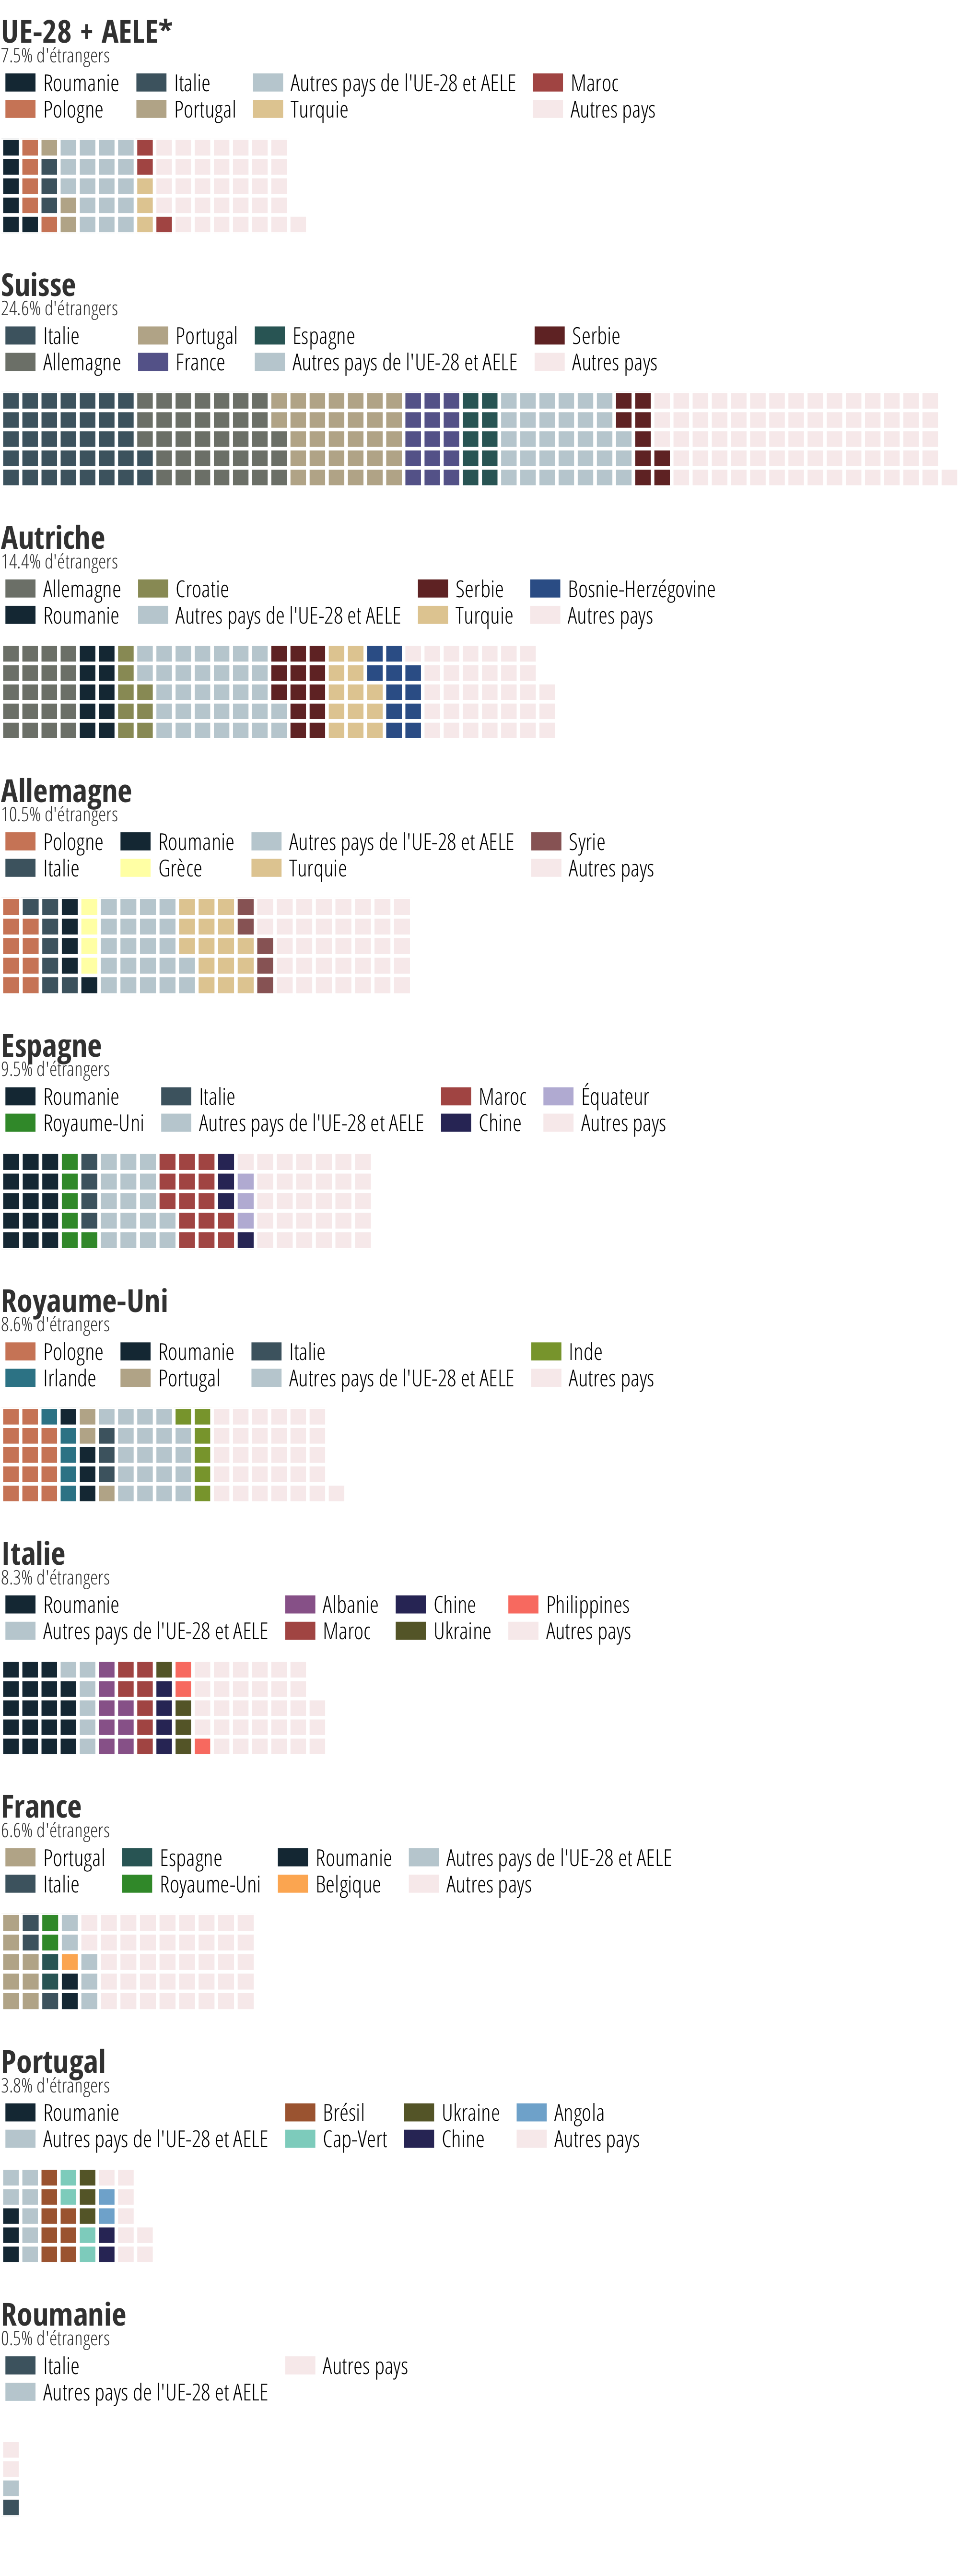 UE-28 + AELE*
7.5% d'étrangers
Roumanie Italie Autres pays de l'UE-28 et AELE Maroc
Pologne Portugal Turquie Autres pays
Suisse
24.6% d'étrangers
Italie Portugal Espagne Serbie
Allemagne France Autres pays de l'UE-28 et AELE Autres pays
Autriche
14.4% d'étrangers
Allemagne Croatie Serbie Bosnie-Herzégovine
Roumanie Autres pays de l'UE-28 et AELE Turquie Autres pays
Allemagne
10.5% d'étrangers
Pologne Roumanie Autres pays de l'UE-28 et AELE Syrie
Italie Grèce Turquie Autres pays
Espagne
9.5% d'étrangers
Roumanie Italie Maroc Équateur
Royaume-Uni Autres pays de l'UE-28 et AELE Chine Autres pays
Royaume-Uni
8.6% d'étrangers
Pologne Roumanie Italie Inde
Irlande Portugal Autres pays de l'UE-28 et AELE Autres pays
Italie
8.3% d'étrangers
Roumanie Albanie Chine Philippines
Autres pays de l'UE-28 et AELE Maroc Ukraine Autres pays
France
6.6% d'étrangers
Portugal Espagne Roumanie Autres pays de l'UE-28 et AELE
Italie Royaume-Uni Belgique Autres pays
Portugal
3.8% d'étrangers
Roumanie Brésil Ukraine Angola
Autres pays de l'UE-28 et AELE Cap-Vert Chine Autres pays
Roumanie
0.5% d'étrangers
Italie Autres pays
Autres pays de l'UE-28 et AELE